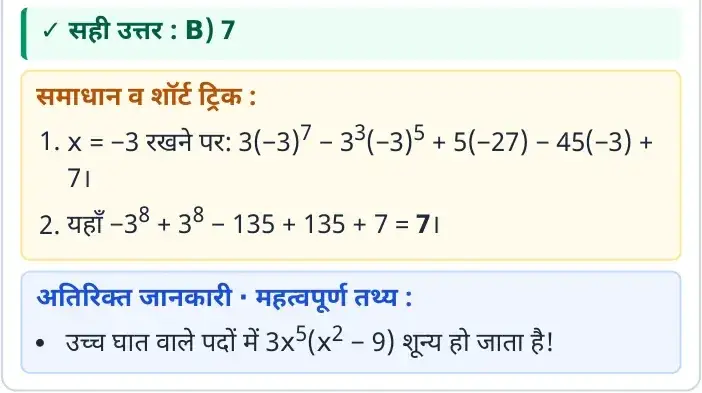 ✓ सही उत्तर : B) 7
समाधान व शॉर्ट ट्रिक :
1. x = −3 रखने पर: 3(−3)⁷ − 3³(−3)⁵ + 5(−27) − 45(−3) +
7।
2. यहाँ −3⁸ + 3⁸ − 135 + 135 + 7 = 7।
अतिरिक्त जानकारी · महत्वपूर्ण तथ्य :
• उच्च घात वाले पदों में 3x⁵(x² − 9) शून्य हो जाता है!